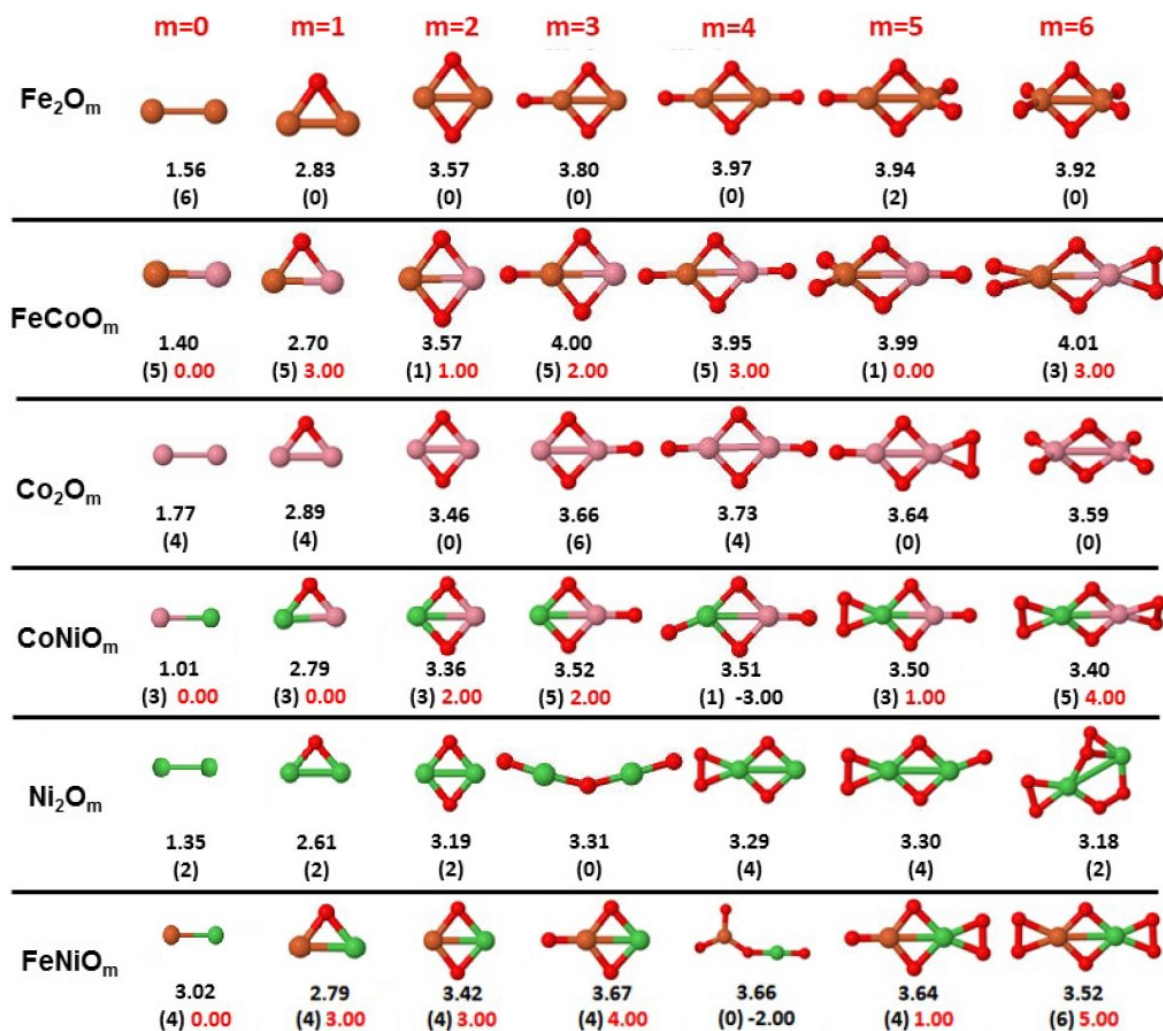 m=0 m=1 m=2 m=3 m=4 m=5 m=6
Fe2Om
1.56 2.83 3.57 3.80 3.97 3.94 3.92
(6) (0) (0) (0) (0) (2) (0)
FeCoOm
1.40 2.70 3.57 4.00 3.95 3.99 4.01
(5) 0.00 (5) 3.00 (1) 1.00 (5) 2.00 (5) 3.00 (1) 0.00 (3) 3.00
Co2Om
1.77 2.89 3.46 3.66 3.73 3.64 3.59
(4) (4) (0) (6) (4) (0) (0)
CoNiOm
1.01 2.79 3.36 3.52 3.51 3.50 3.40
(3) 0.00 (3) 0.00 (3) 2.00 (5) 2.00 (1) -3.00 (3) 1.00 (5) 4.00
Ni2Om
1.35 2.61 3.19 3.31 3.29 3.30 3.18
(2) (2) (2) (0) (4) (4) (2)
FeNiOm
3.02 2.79 3.42 3.67 3.66 3.64 3.52
(4) 0.00 (4) 3.00 (4) 3.00 (4) 4.00 (0) -2.00 (4) 1.00 (6) 5.00